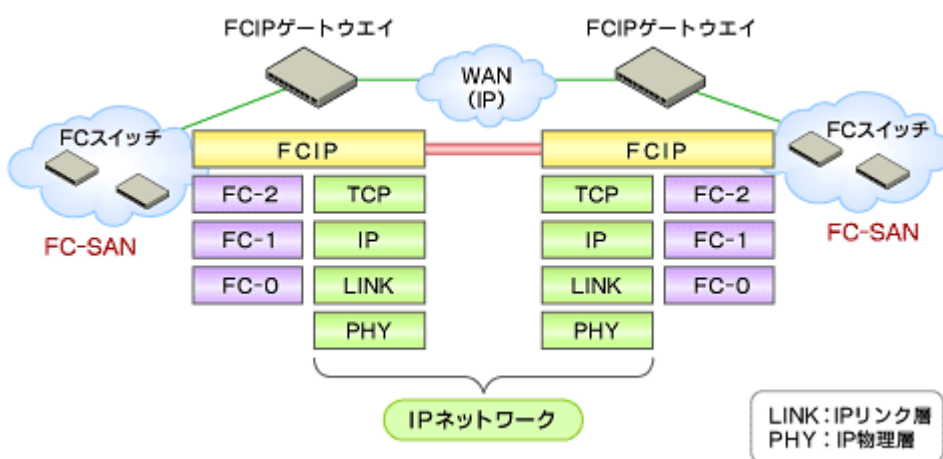 FCIPゲートウエイ
FCIPゲートウエイ
WAN
(IP)
FCスイッチ
FC-SAN
FCスイッチ
FC-SAN
FCIP
FCIP
FC-2
TCP
TCP
FC-2
FC-1
IP
IP
FC-1
FC-0
LINK
LINK
FC-0
PHY
PHY
IPネットワーク
LINK:IPリンク層
PHY:IP物理層